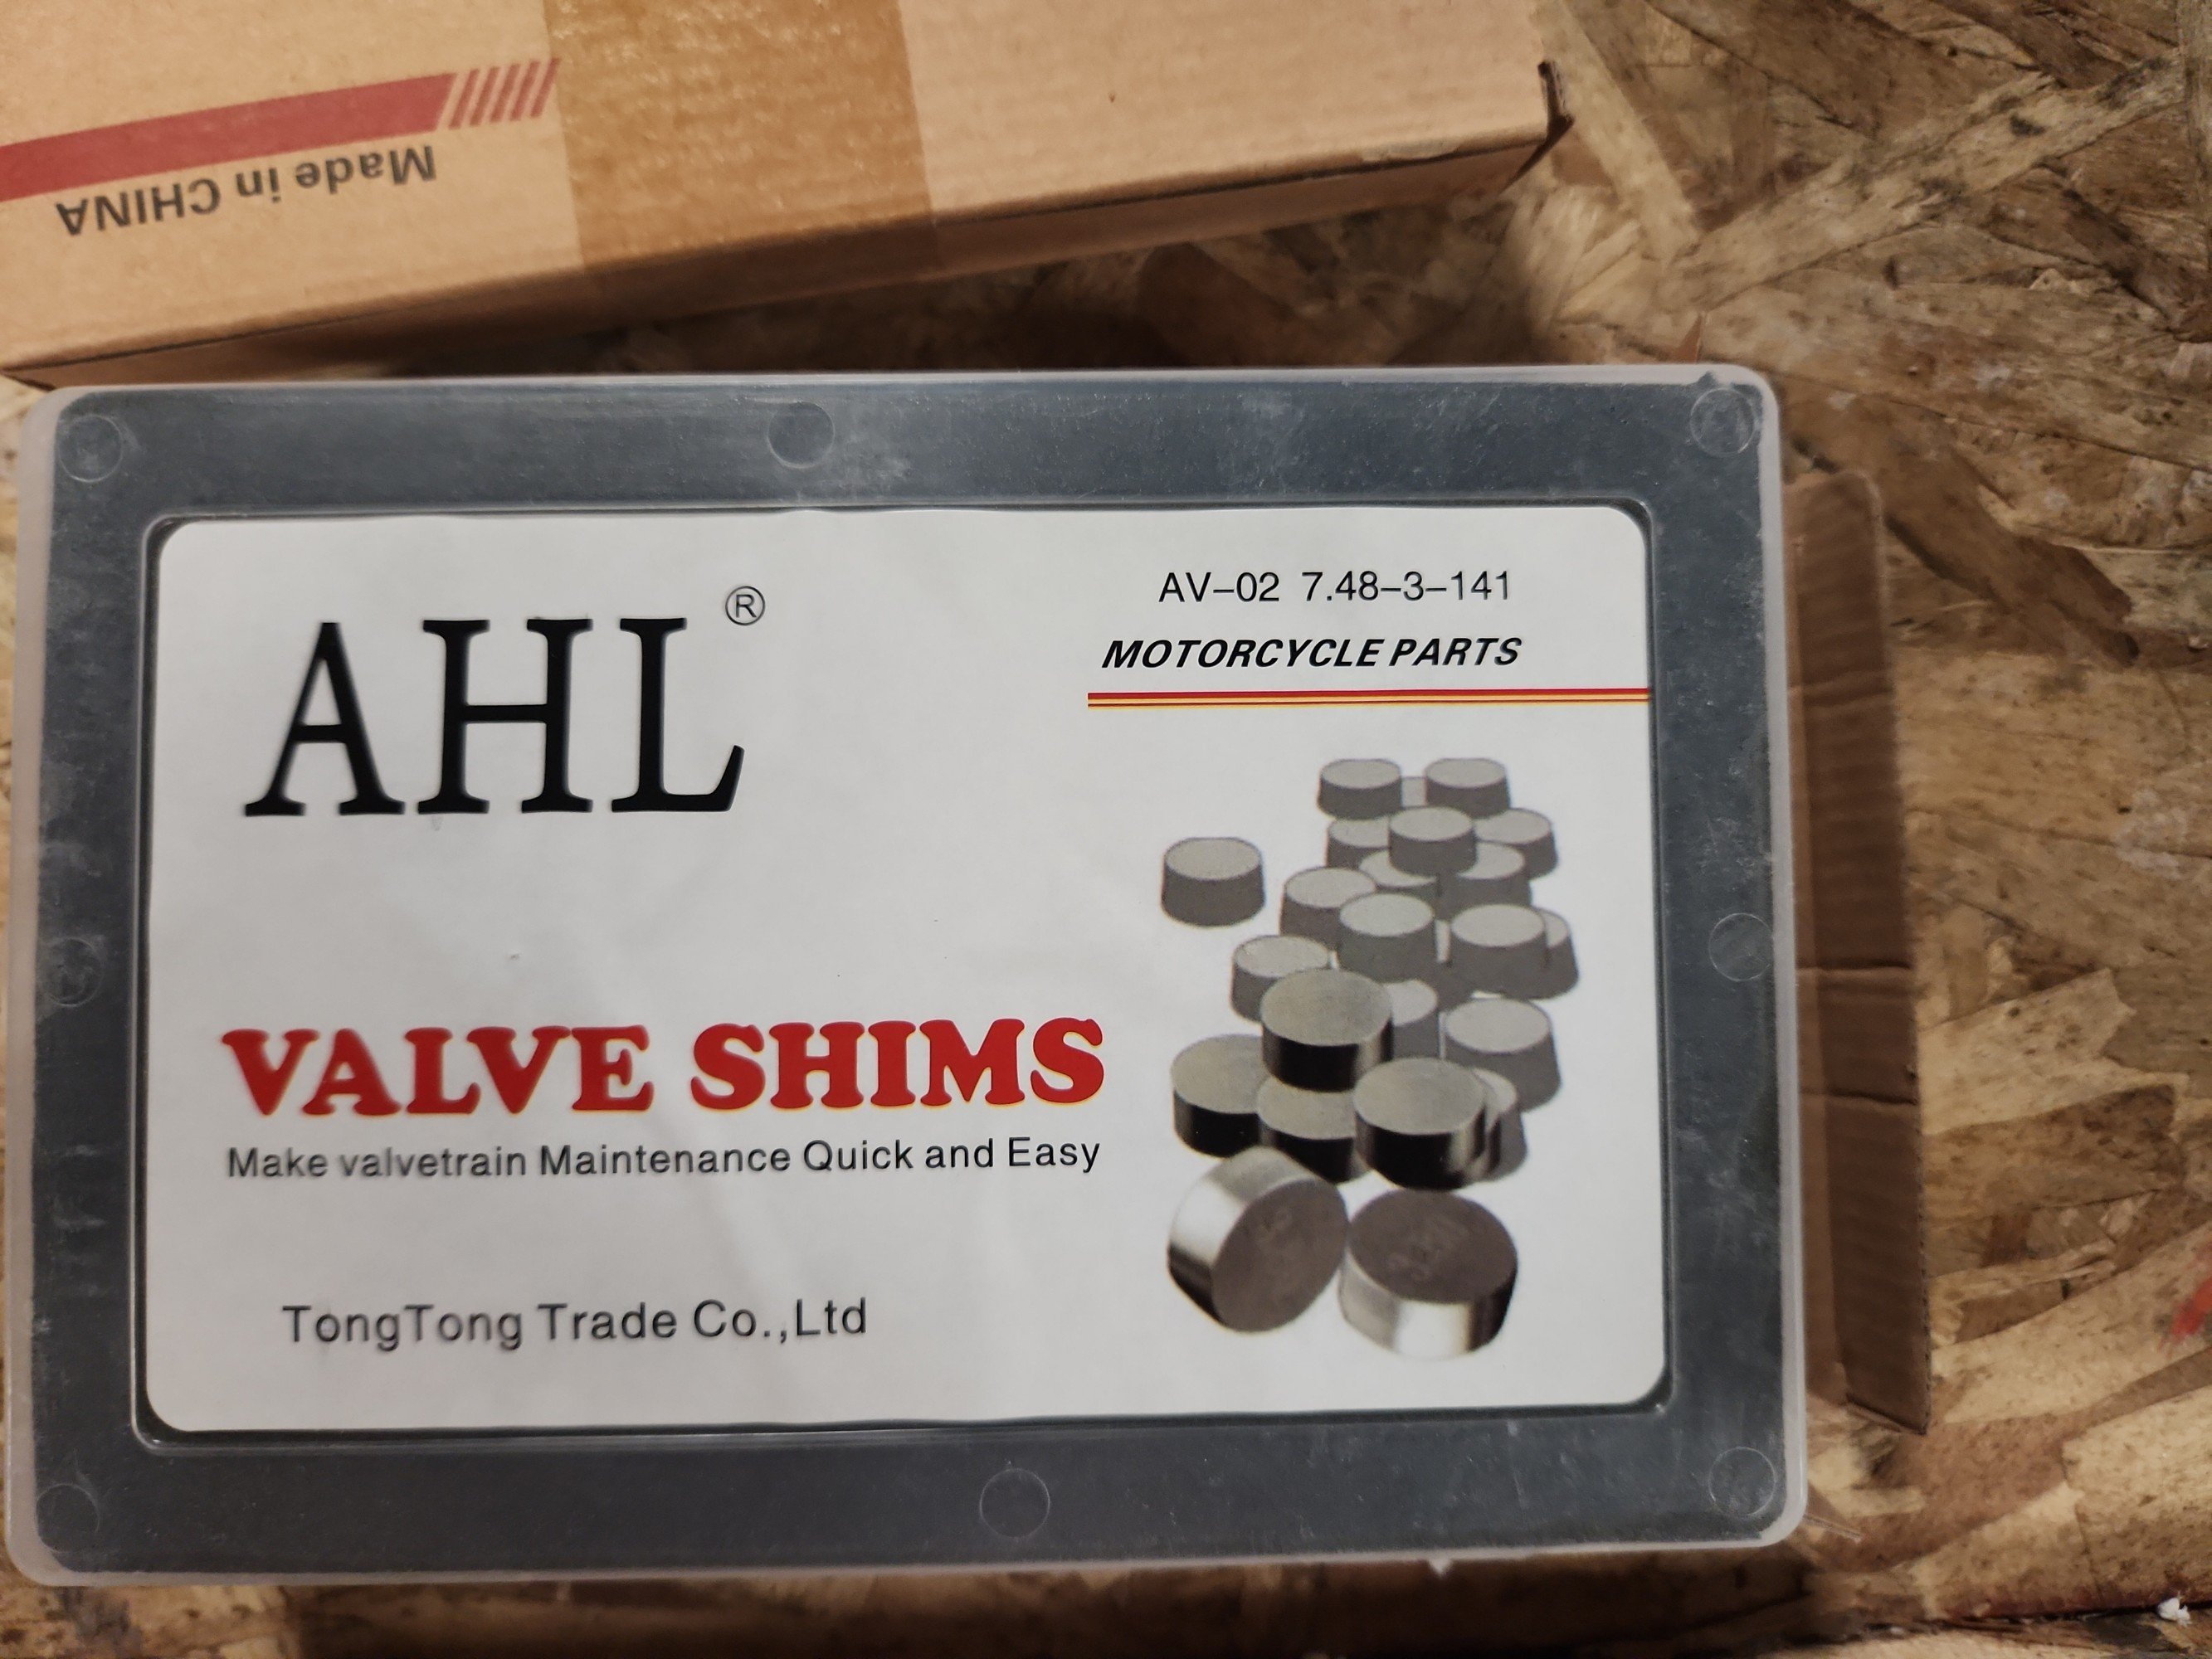 Made in CHINA
AHL®
AV-02 7.48-3-141
MOTORCYCLE PARTS
VALVE SHIMS
Make valvetrain Maintenance Quick and Easy
TongTong Trade Co.,Ltd